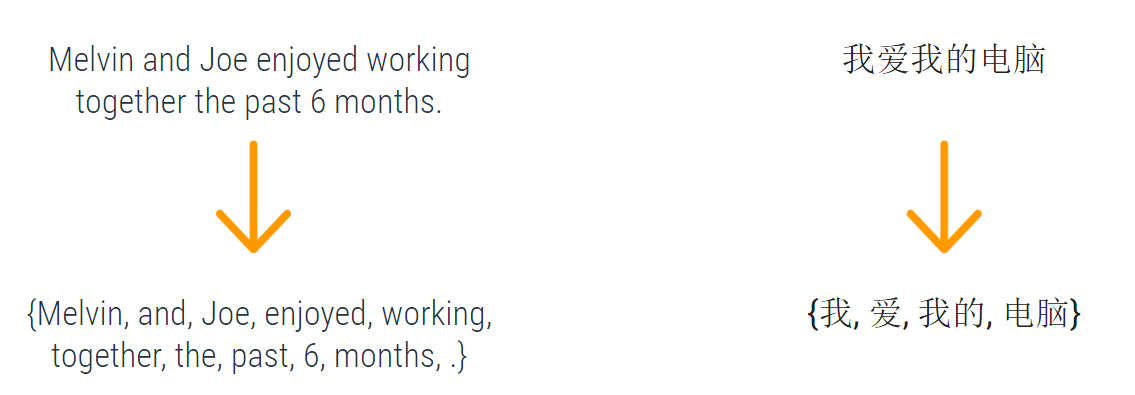 Melvin and Joe enjoyed working
together the past 6 months.
{Melvin, and, Joe, enjoyed, working,
together, the, past, 6, months, .}
我爱我的电脑
{我, 爱, 我的, 电脑}